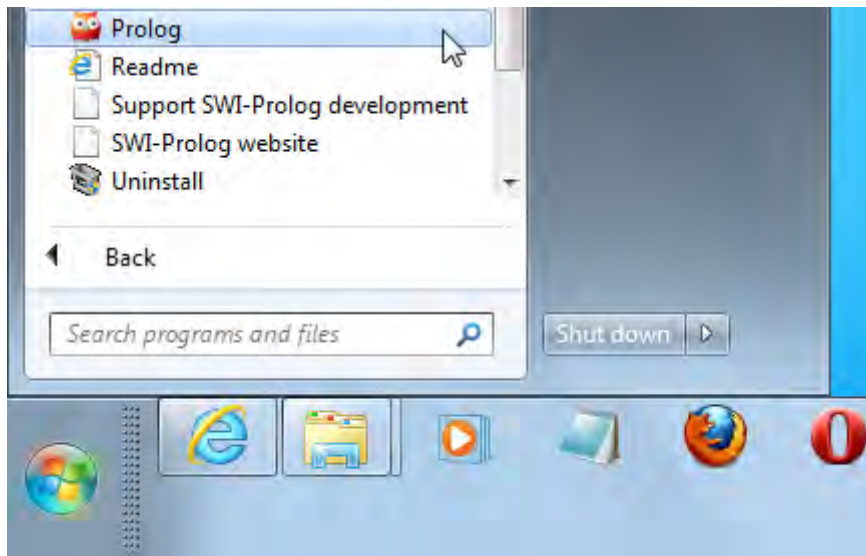 Prolog
Readme
Support SWI-Prolog development
SWI-Prolog website
Uninstall
Back
Search programs and files
Shut down